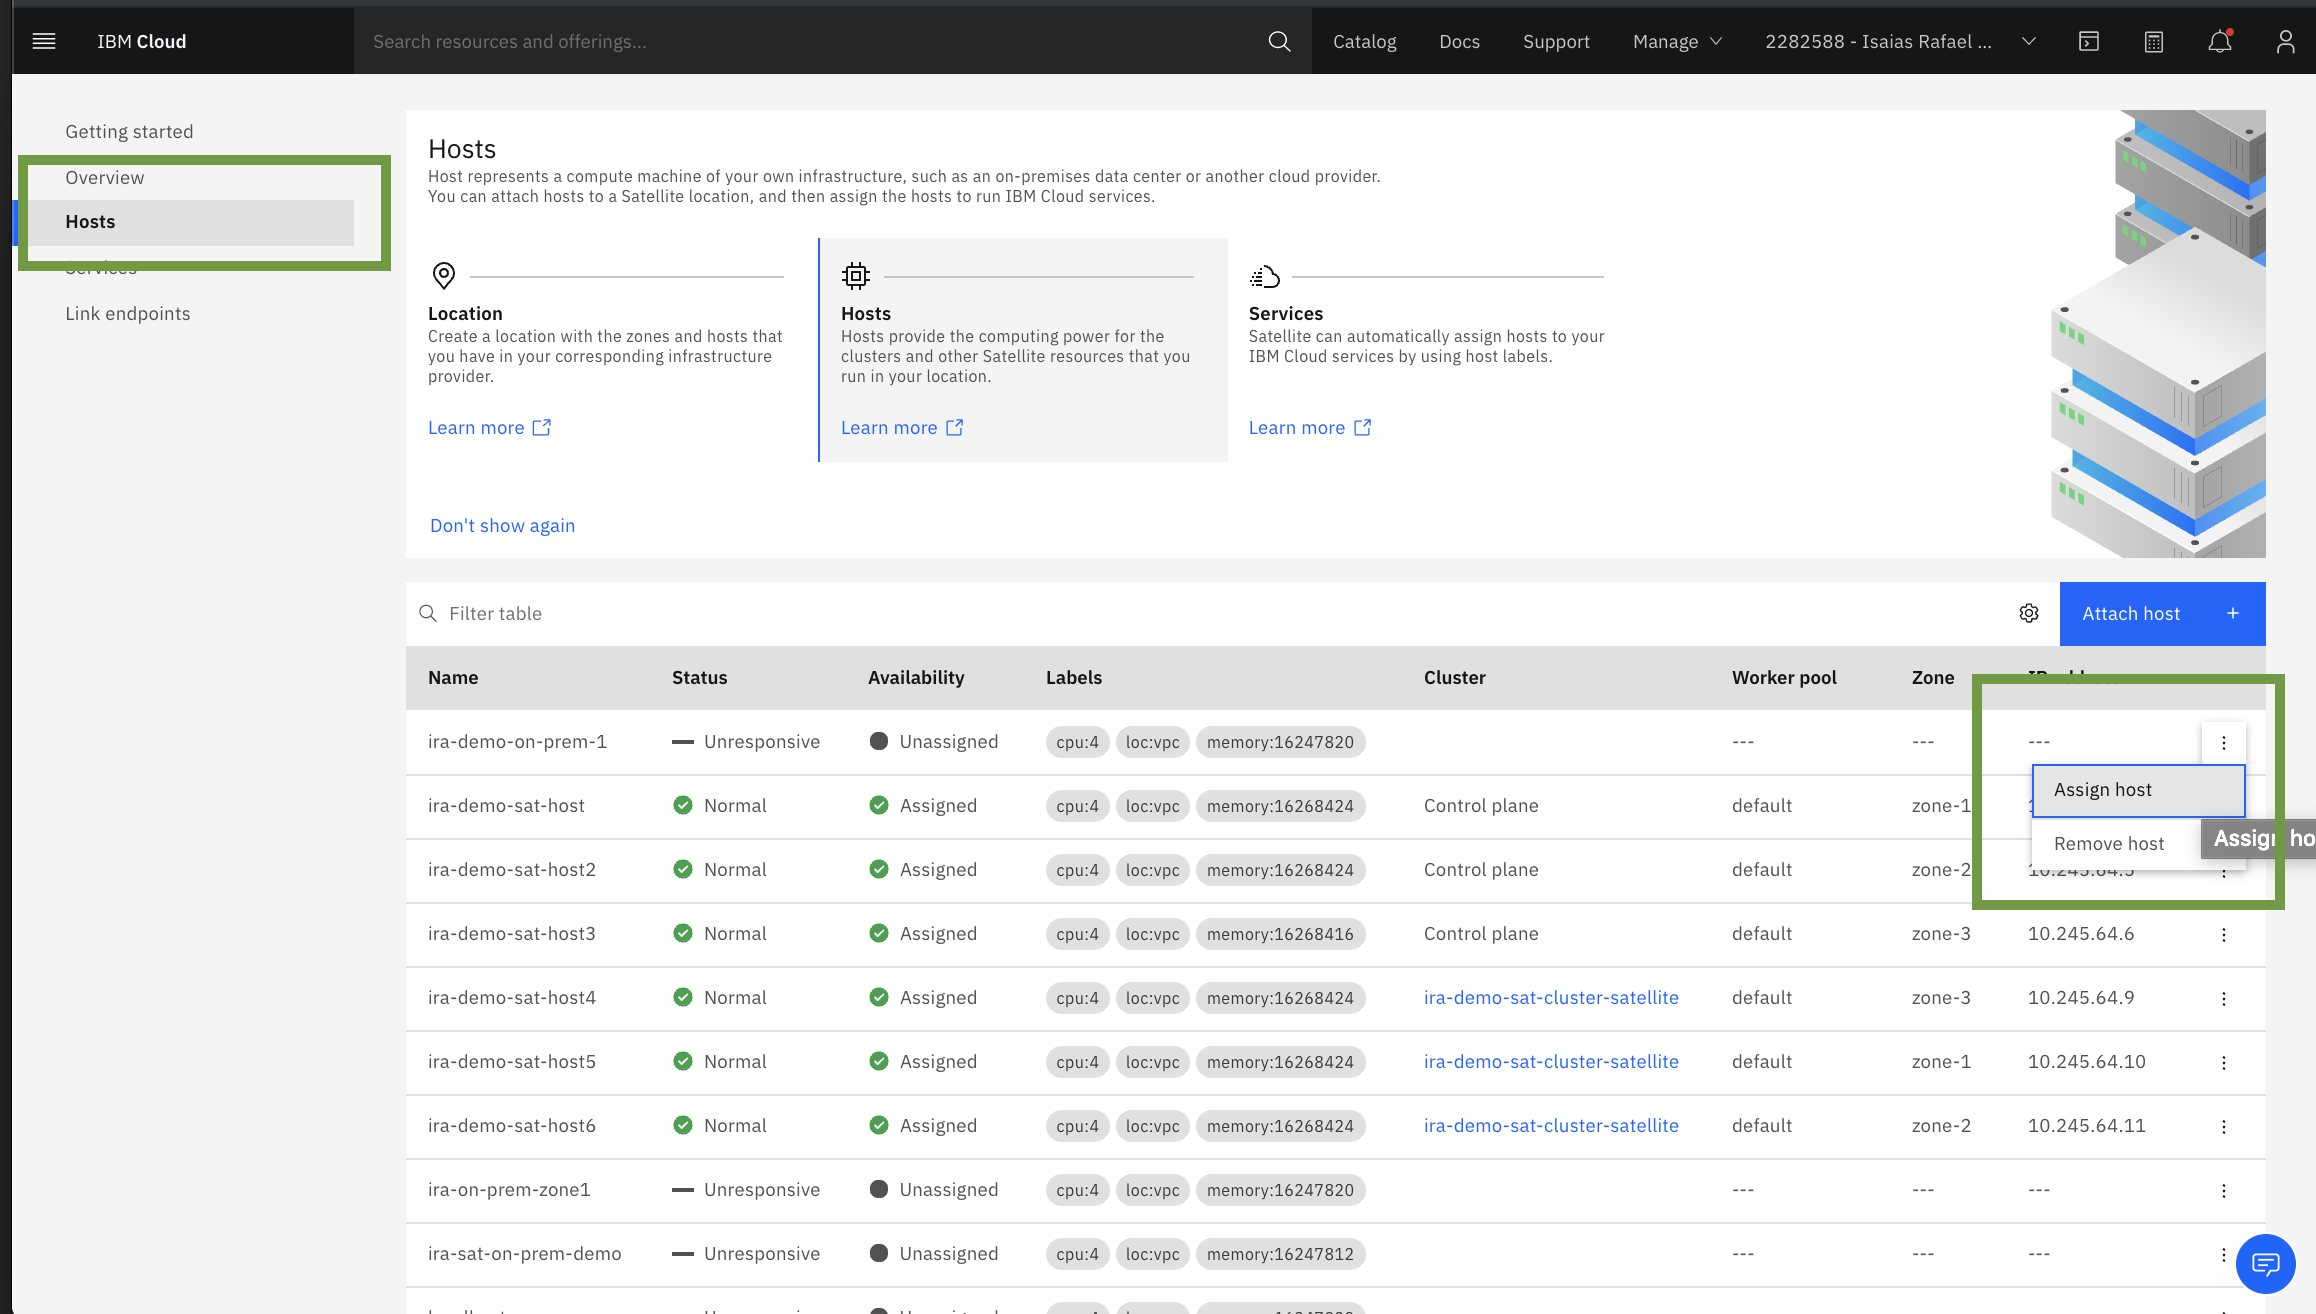 IBM Cloud
Search resources and offerings...
Catalog
Docs
Support
Manage
2282588 - Isaias Rafael ...
Getting started
Overview
Hosts
Services
Link endpoints
Hosts
Host represents a compute machine of your own infrastructure, such as an on-premises data center or another cloud provider.
You can attach hosts to a Satellite location, and then assign the hosts to run IBM Cloud services.
Location
Create a location with the zones and hosts that
you have in your corresponding infrastructure
provider.
Learn more
Hosts
Hosts provide the computing power for the
clusters and other Satellite resources that you
run in your location.
Learn more
Services
Satellite can automatically assign hosts to your
IBM Cloud services by using host labels.
Learn more
Don't show again
Filter table
Attach host +
Name Status Availability Labels Cluster Worker pool Zone
ira-demo-on-prem-1 Unresponsive Unassigned cpu:4 loc:vpc memory:16247820 --- --- ---
Assign host
Remove host
Assign ho
ira-demo-sat-host Normal Assigned cpu:4 loc:vpc memory:16268424 Control plane default zone-1
ira-demo-sat-host2 Normal Assigned cpu:4 loc:vpc memory:16268424 Control plane default zone-2 10.245.64.5
ira-demo-sat-host3 Normal Assigned cpu:4 loc:vpc memory:16268416 Control plane default zone-3 10.245.64.6
ira-demo-sat-host4 Normal Assigned cpu:4 loc:vpc memory:16268424 ira-demo-sat-cluster-satellite default zone-3 10.245.64.9
ira-demo-sat-host5 Normal Assigned cpu:4 loc:vpc memory:16268424 ira-demo-sat-cluster-satellite default zone-1 10.245.64.10
ira-demo-sat-host6 Normal Assigned cpu:4 loc:vpc memory:16268424 ira-demo-sat-cluster-satellite default zone-2 10.245.64.11
ira-on-prem-zone1 Unresponsive Unassigned cpu:4 loc:vpc memory:16247820 --- --- ---
ira-sat-on-prem-demo Unresponsive Unassigned cpu:4 loc:vpc memory:16247812 --- --- ---